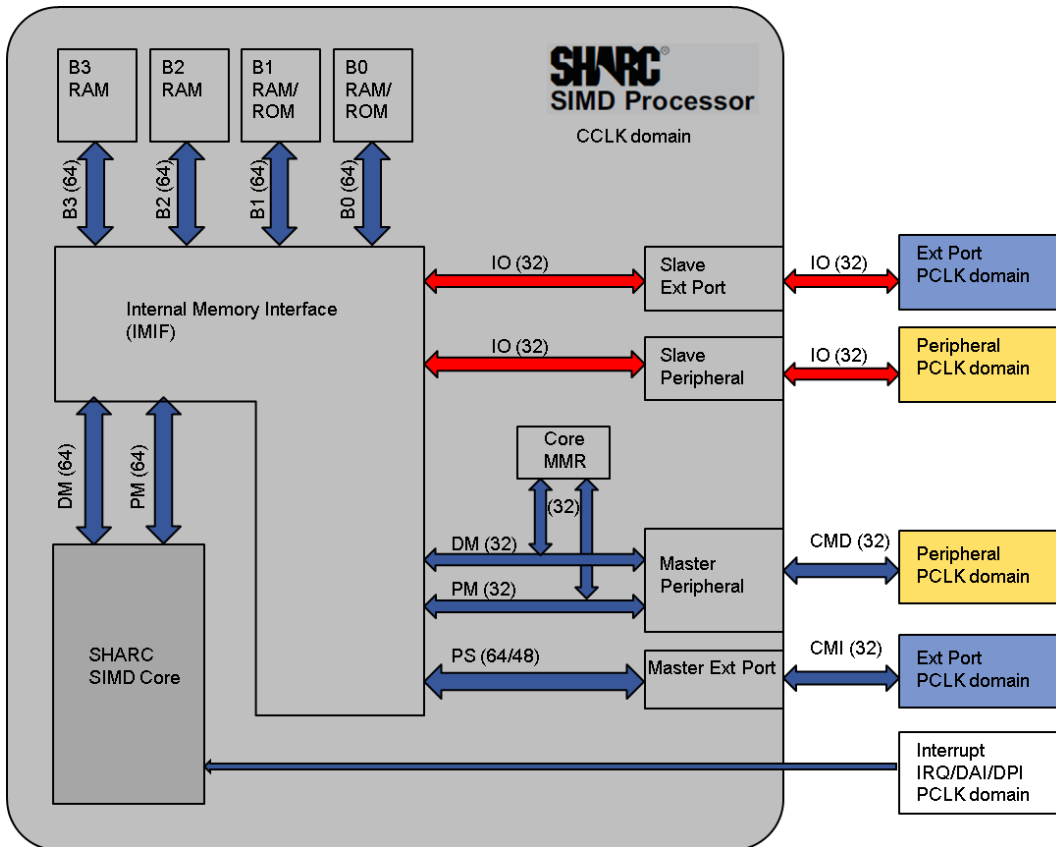 B3
RAM
B2
RAM
B1
RAM/
ROM
B0
RAM/
ROM
SHARC®
SIMD Processor
CCLK domain
B3 (64)
B2 (64)
B1 (64)
B0 (64)
Internal Memory Interface
(IMIF)
IO (32)
Slave
Ext Port
IO (32)
Ext Port
PCLK domain
IO (32)
Slave
Peripheral
IO (32)
Peripheral
PCLK domain
DM (64)
PM (64)
Core
MMR
(32)
DM (32)
PM (32)
Master
Peripheral
CMD (32)
Peripheral
PCLK domain
SHARC
SIMD Core
PS (64/48)
Master Ext Port
CMI (32)
Ext Port
PCLK domain
Interrupt
IRQ/DAI/DPI
PCLK domain